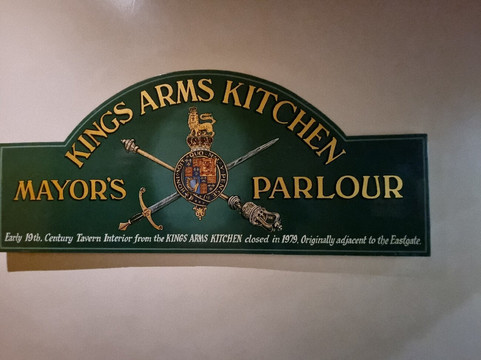 KINGS ARMS KITCHEN
MAYOR'S PARLOUR
Early 19th. Century Tavern Interior from the KINGS ARMS KITCHEN closed in 1979. Originally adjacent to the Eastgate.